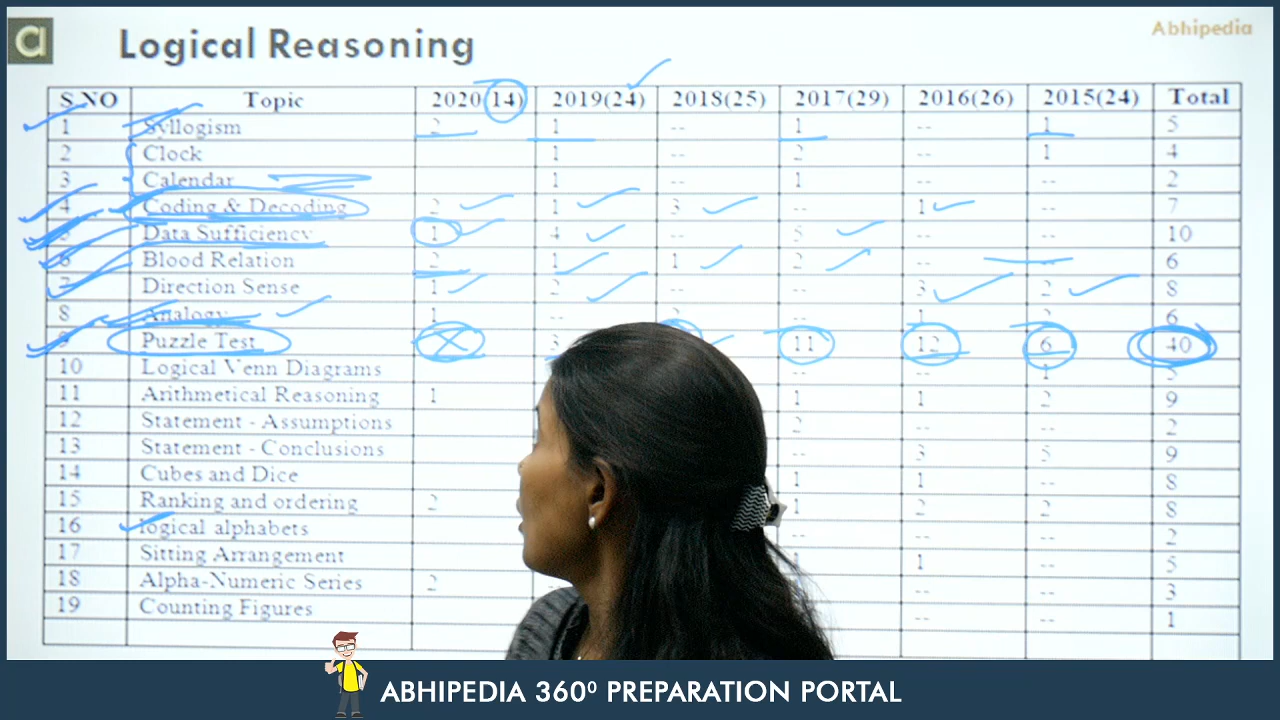 a Logical Reasoning Abhipedia
S.NO Topic 2020(14) 2019(24) 2018(25) 2017(29) 2016(26) 2015(24) Total
1 Syllogism 2 1 -- 1 -- 1 5
2 Clock 1 -- 2 -- 1 4
3 Calendar 1 -- 1 -- -- 2
4 Coding & Decoding 2 1 3 -- 1 -- 7
5 Data Sufficiency 1 4 -- 5 -- -- 10
6 Blood Relation 2 1 1 2 -- -- 6
7 Direction Sense 1 2 -- -- 3 2 8
8 Analogy 1 -- 2 -- 1 2 6
9 Puzzle Test 3 11 12 6 40
10 Logical Venn Diagrams -- -- 1
11 Arithmetical Reasoning 1 1 1 2 9
12 Statement - Assumptions 2 -- -- 2
13 Statement - Conclusions -- 3 5 9
14 Cubes and Dice 1 1 -- 8
15 Ranking and ordering 2 1 2 2 8
16 logical alphabets -- -- -- 2
17 Sitting Arrangement 1 -- 5
18 Alpha-Numeric Series 2 -- -- -- 3
19 Counting Figures -- -- 1
ABHIPEDIA 360⁰ PREPARATION PORTAL